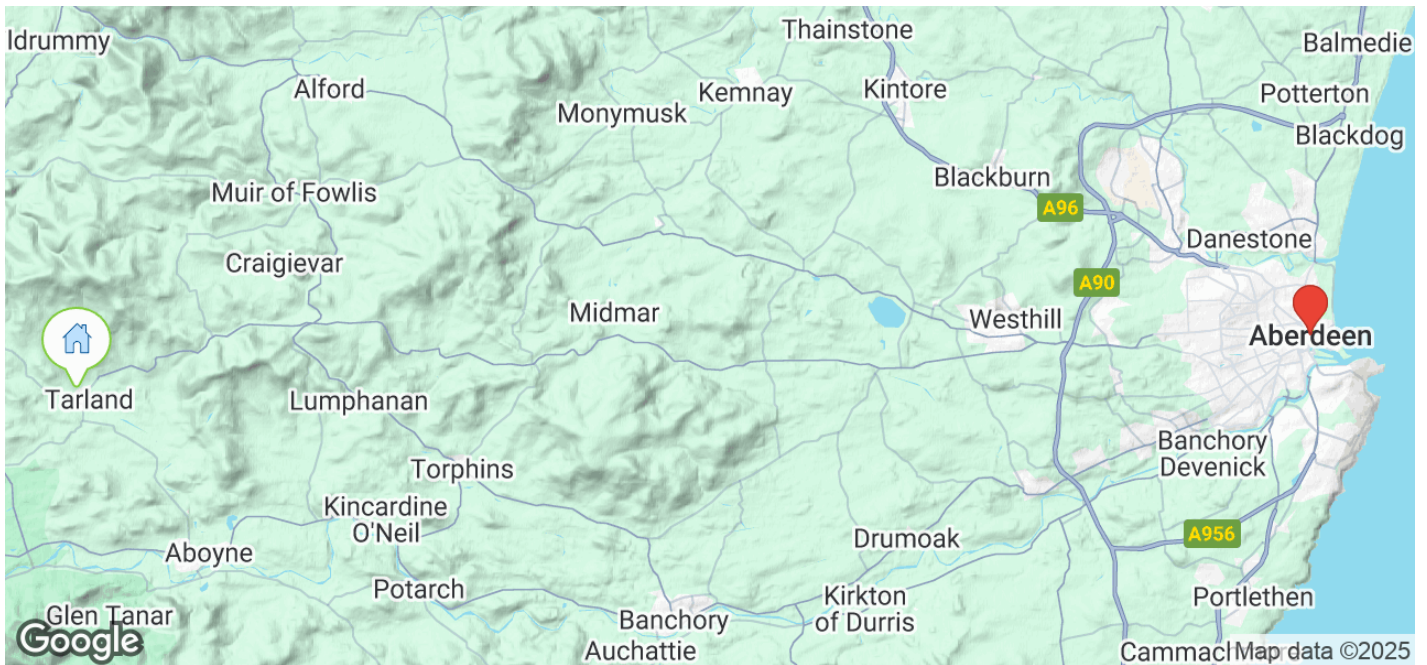 ldrummy
Thainstone
Balmedie
Alford
Kemnay
Kintore
Potterton
Monymusk
Blackdog
Muir of Fowlis
Blackburn
A96
Danestone
Craigievar
A90
Midmar
Westhill
Aberdeen
Tarland
Lumphanan
Banchory
Devenick
Torphins
Kincardine
O'Neil
Drumoak
A956
Aboyne
Potarch
Kirkton
of Durris
Portlethen
Glen Tanar
Banchory
Google
Auchattie
Cammach
Map data ©2025